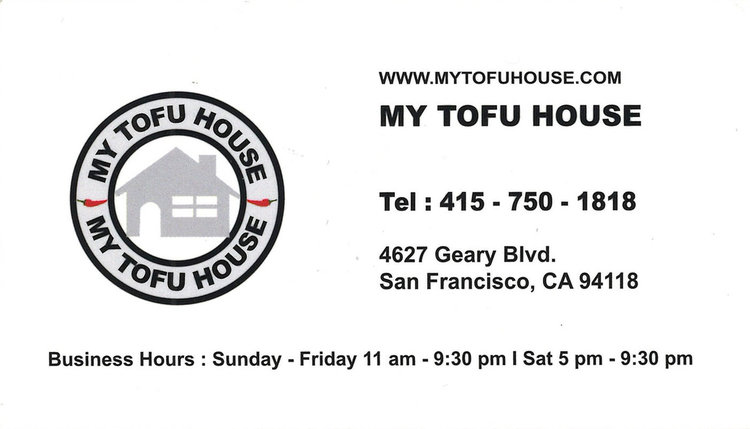 MY TOFU HOUSE
MY TOFU HOUSE
WWW.MYTOFUHOUSE.COM
MY TOFU HOUSE
Tel : 415 - 750 - 1818
4627 Geary Blvd.
San Francisco, CA 94118
Business Hours : Sunday - Friday 11 am - 9:30 pm l Sat 5 pm - 9:30 pm